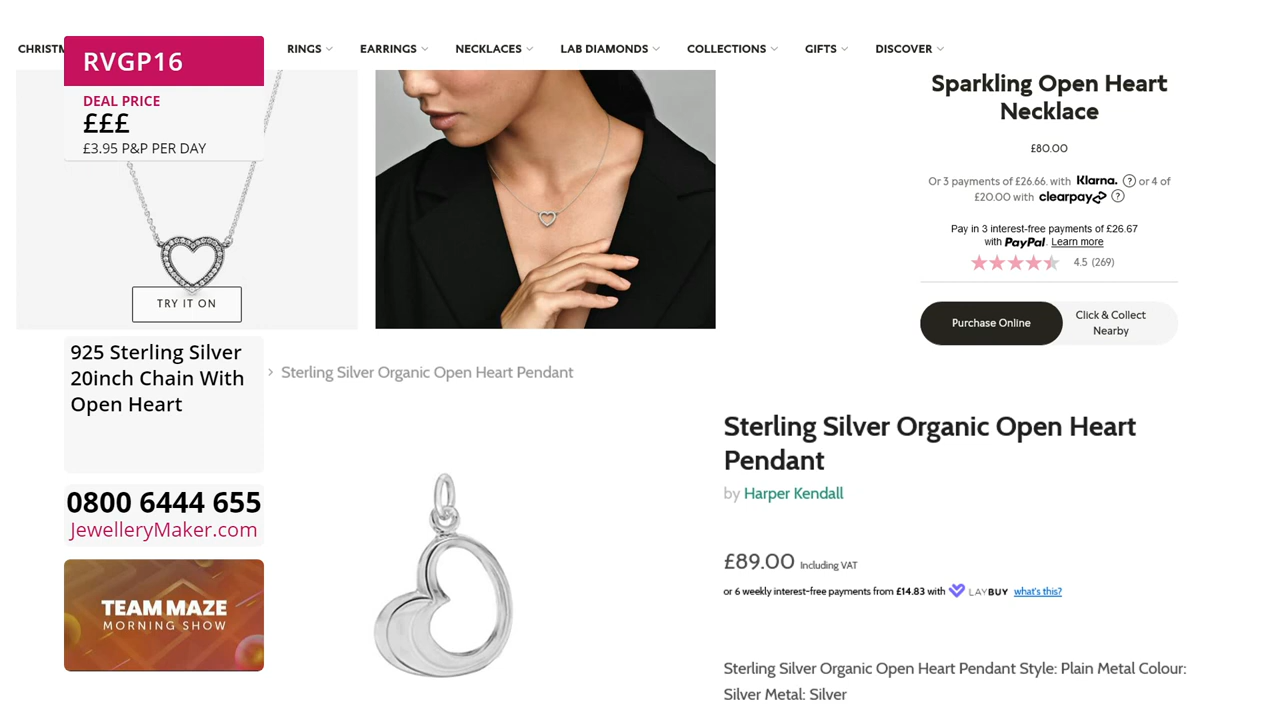 CHRISTM
RINGS
EARRINGS
NECKLACES
LAB DIAMONDS
COLLECTIONS
GIFTS
DISCOVER
RVGP16
DEAL PRICE
£££
£3.95 P&P PER DAY
TRY IT ON
Sparkling Open Heart
Necklace
£80.00
Or 3 payments of £26.66. with Klarna. ? or 4 of
£20.00 with clearpay ?
Pay in 3 interest-free payments of £26.67
with PayPal. Learn more
4.5 (269)
Purchase Online
Click & Collect
Nearby
925 Sterling Silver
20inch Chain With
Open Heart
0800 6444 655
JewelleryMaker.com
TEAM MAZE
MORNING SHOW
> Sterling Silver Organic Open Heart Pendant
Sterling Silver Organic Open Heart
Pendant
by Harper Kendall
£89.00 Including VAT
or 6 weekly interest-free payments from £14.83 with LAYBUY what's this?
Sterling Silver Organic Open Heart Pendant Style: Plain Metal Colour:
Silver Metal: Silver